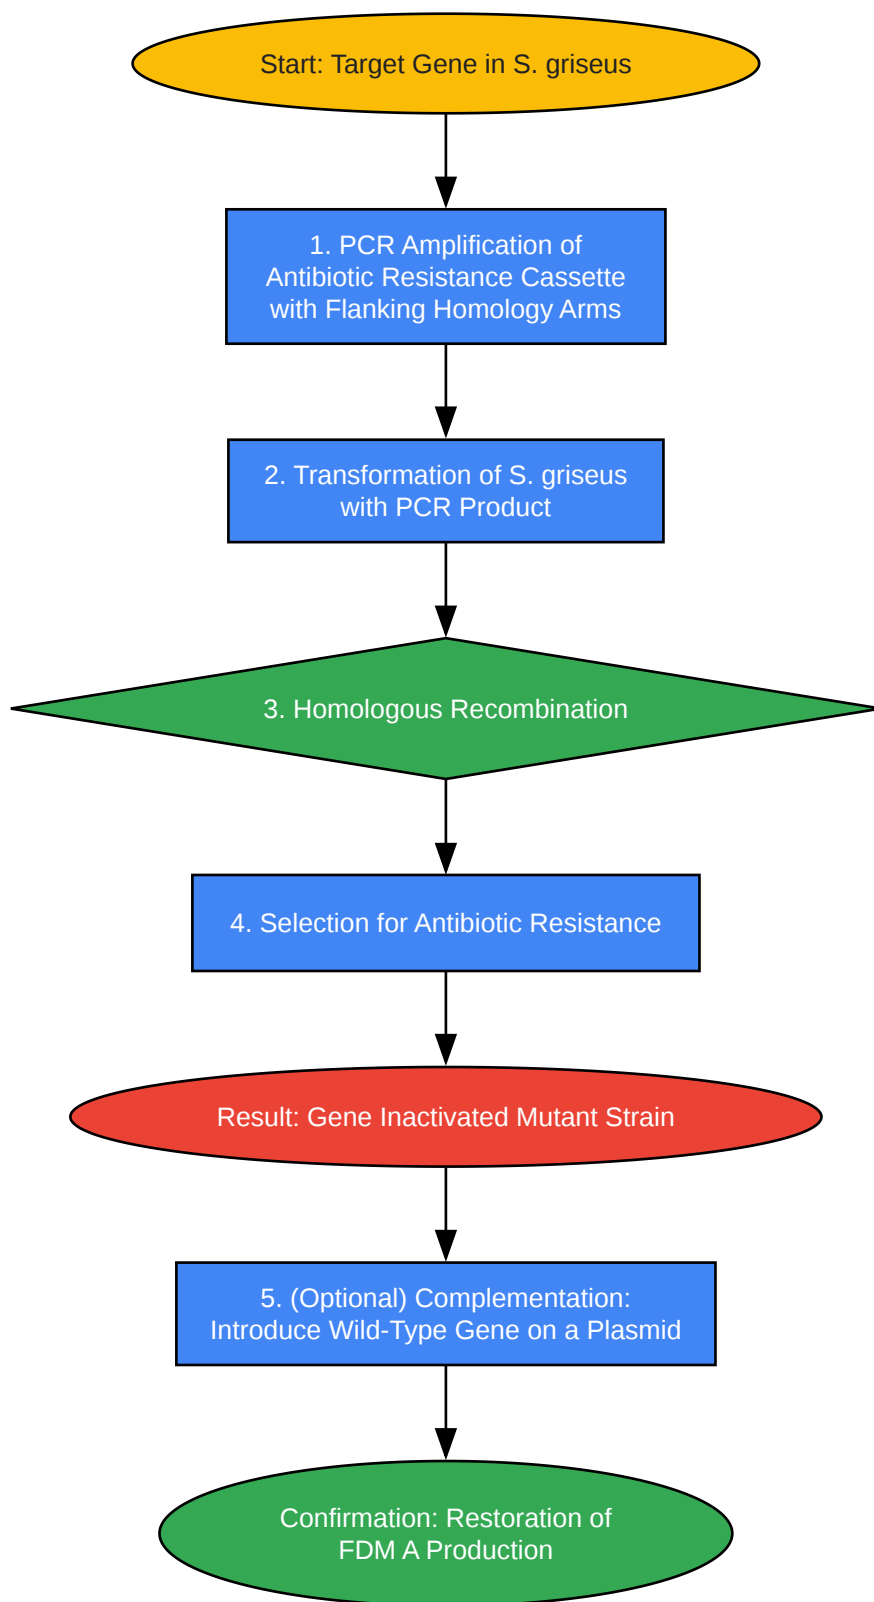 Start: Target Gene in S. griseus
1. PCR Amplification of
Antibiotic Resistance Cassette
with Flanking Homology Arms
2. Transformation of S. griseus
with PCR Product
3. Homologous Recombination
4. Selection for Antibiotic Resistance
Result: Gene Inactivated Mutant Strain
5. (Optional) Complementation:
Introduce Wild-Type Gene on a Plasmid
Confirmation: Restoration of
FDM A Production